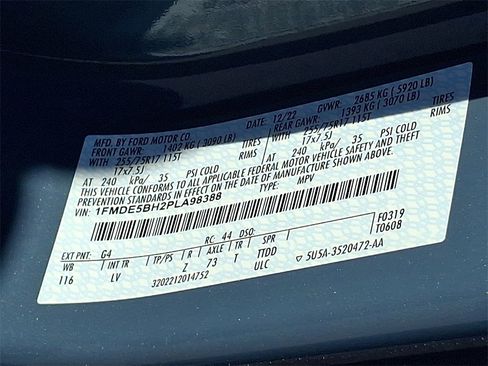 MFD. BY FORD MOTOR CO.
DATE: 12/22 GVWR: 2685 KG ( 5920 LB)
FRONT GAWR: 1402 KG ( 3090 LB) REAR GAWR: 1393 KG ( 3070 LB)
WITH 255/75R17 115T TIRES WITH 255/75R17 115T TIRES
17x7.5J RIMS 17x7.5J RIMS
AT 240 kPa/ 35 PSI COLD AT 240 kPa/ 35 PSI COLD
THIS VEHICLE CONFORMS TO ALL APPLICABLE FEDERAL MOTOR VEHICLE SAFETY AND THEFT
PREVENTION STANDARDS IN EFFECT ON THE DATE OF MANUFACTURE SHOWN ABOVE.
VIN: 1FMDE5BH2PLA98388 TYPE: MPV
F0319
T0608
EXT PNT: G4 RC: 44 DSO:
WB INT TR TP/PS R AXLE TR SPR
116 LV Z 73 T TTDD
ULC
3202212014752
5U5A-3520472-AA